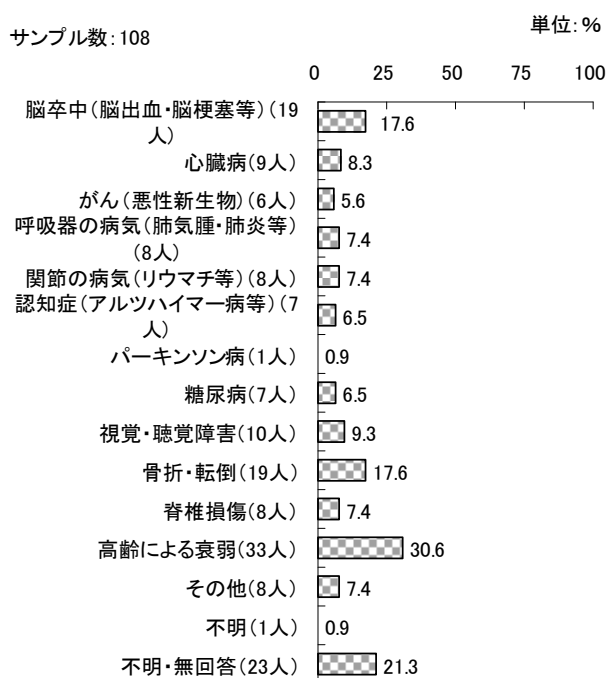 サンプル数:108
単位:%
0 25 50 75 100
脳卒中(脳出血・脳梗塞等)(19
人) 17.6
心臓病(9人) 8.3
がん(悪性新生物)(6人) 5.6
呼吸器の病気(肺気腫・肺炎等)
(8人) 7.4
関節の病気(リウマチ等)(8人) 7.4
認知症(アルツハイマー病等)(7
人) 6.5
パーキンソン病(1人) 0.9
糖尿病(7人) 6.5
視覚・聴覚障害(10人) 9.3
骨折・転倒(19人) 17.6
脊椎損傷(8人) 7.4
高齢による衰弱(33人) 30.6
その他(8人) 7.4
不明(1人) 0.9
不明・無回答(23人) 21.3